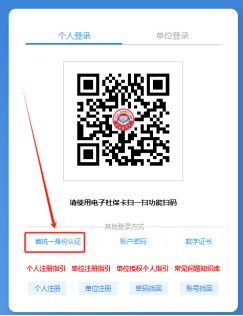 个人登录 单位登录
请使用电子社保卡扫一扫功能扫码
其他登录方式
省统一身份认证 账户密码 数字证书
个人注册指引 单位注册指引 单位授权个人指引 常见问题知识库
个人注册 单位注册 密码找回 账号找回